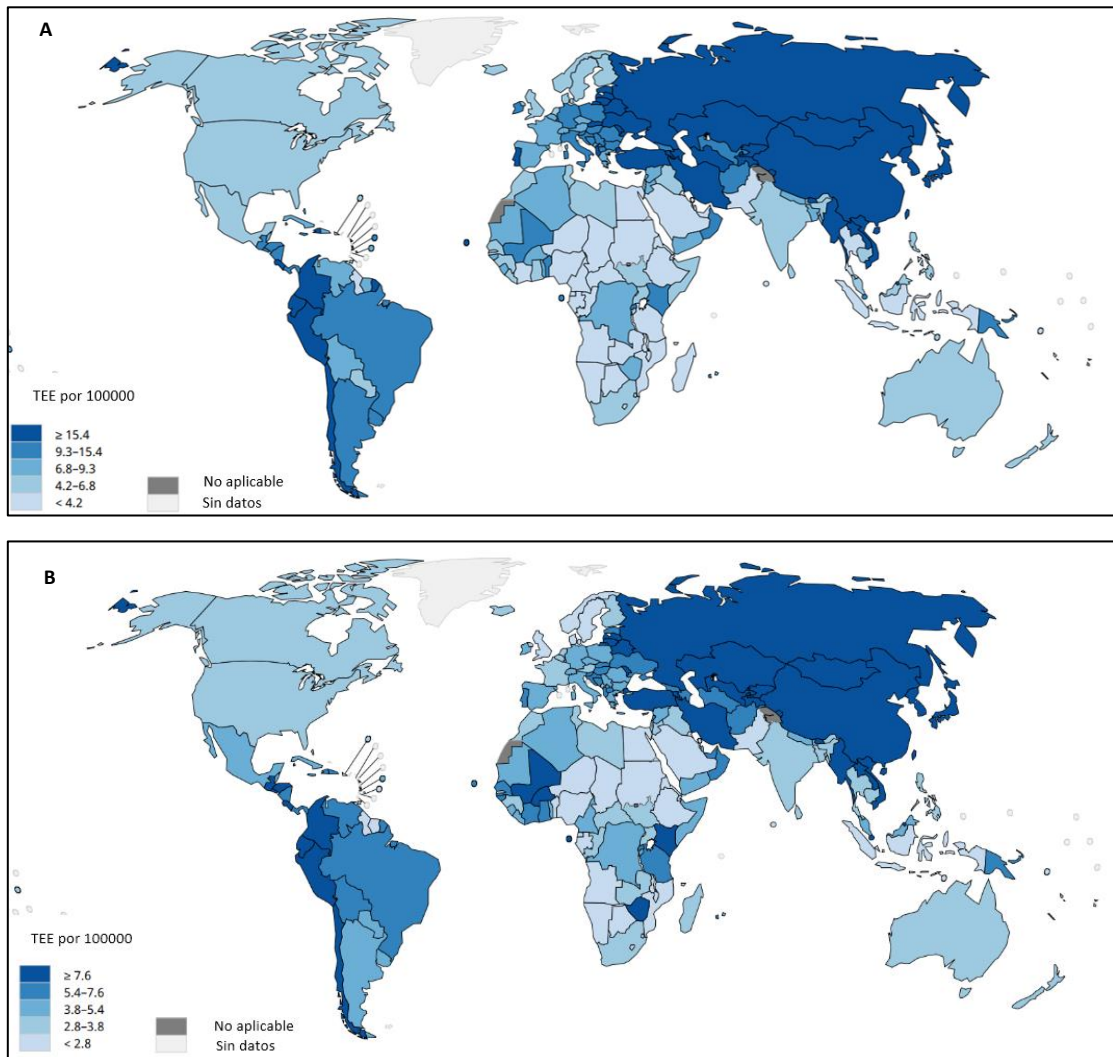 A
TEE por 100000
≥ 15.4
9.3–15.4
6.8–9.3
4.2–6.8
< 4.2
No aplicable
Sin datos
B
TEE por 100000
≥ 7.6
5.4–7.6
3.8–5.4
2.8–3.8
< 2.8
No aplicable
Sin datos